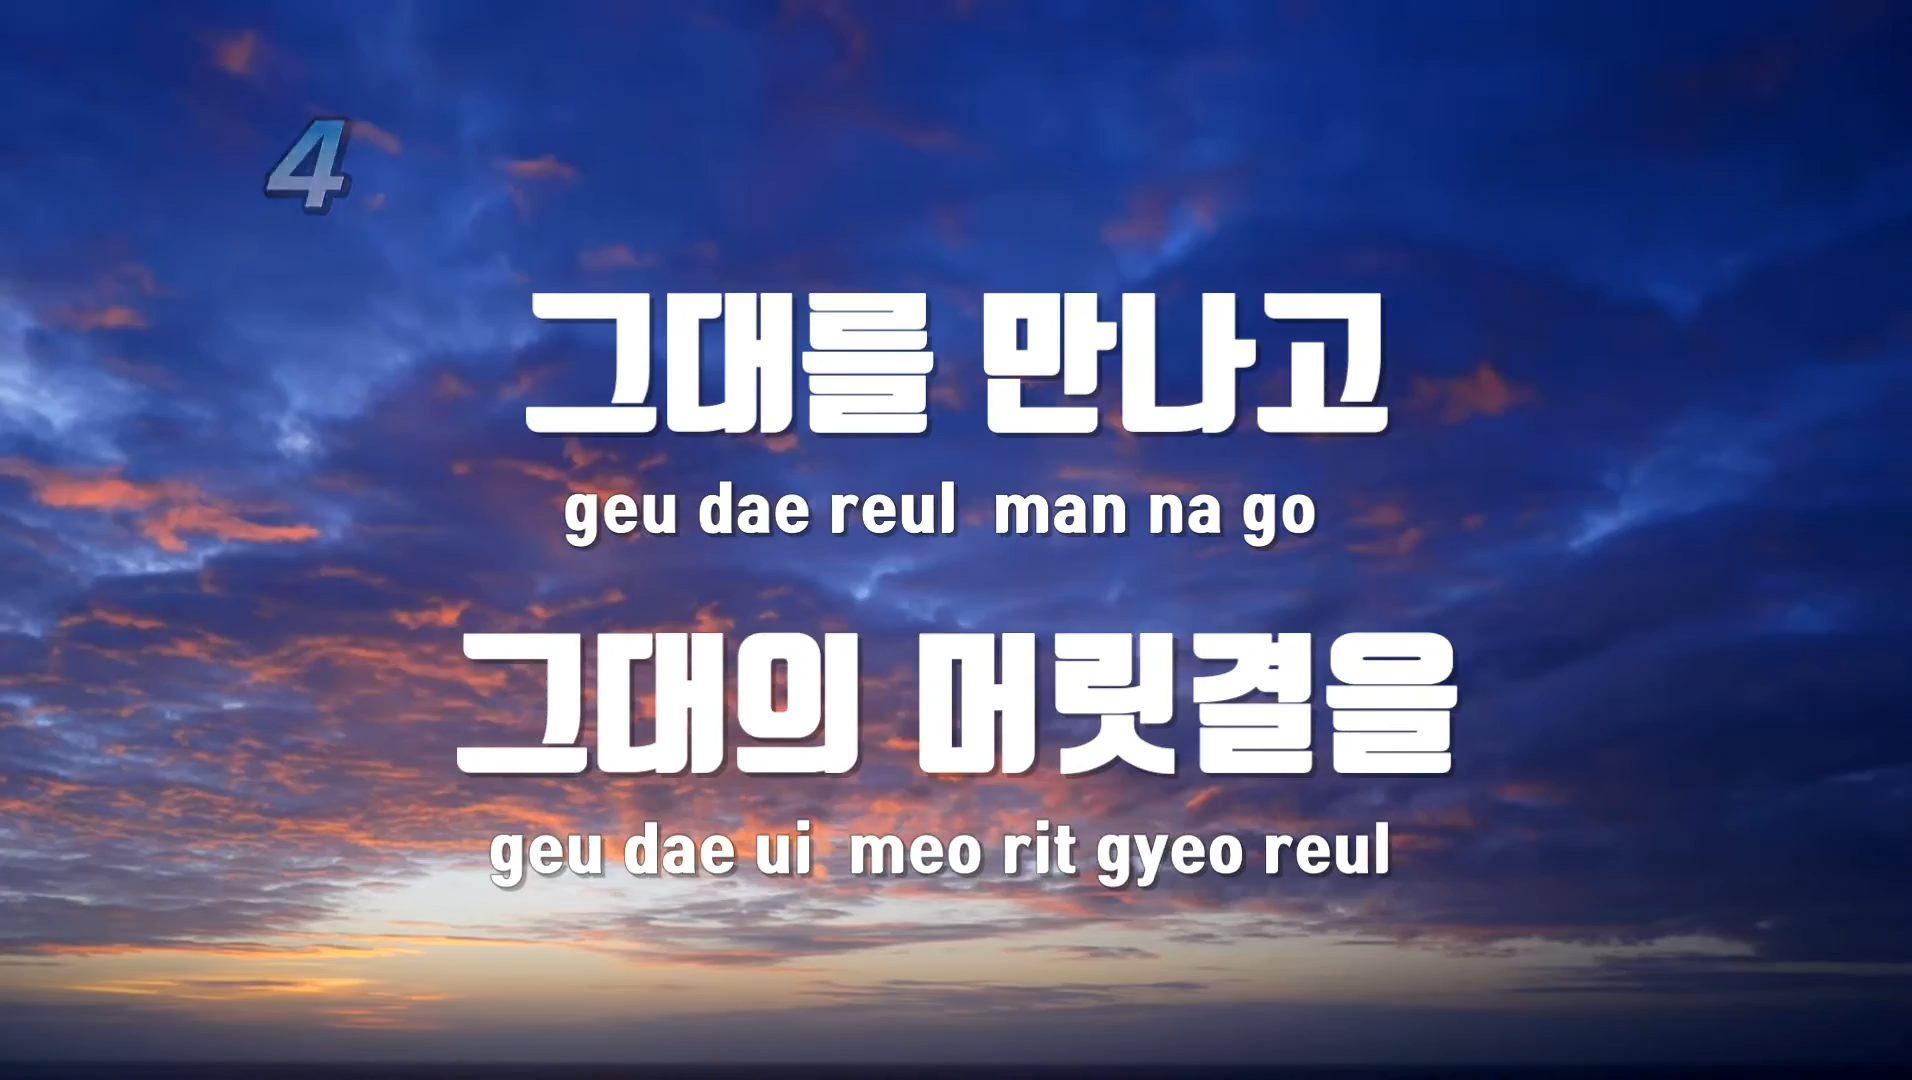 4
그대를 만나고
geu dae reul man na go
그대의 머릿결을
geu dae ui meo rit gyeo reul